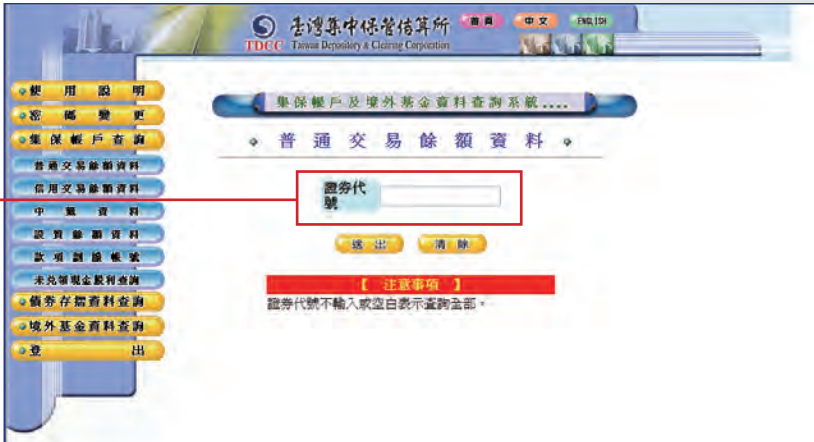 臺灣集中保管結算所
TDCC Taiwan Depository & Clearing Corporation
首頁
中文
ENGLISH
使用說明
密碼變更
集保帳戶查詢
普通交易餘額資料
信用交易餘額資料
中籤資料
設質餘額資料
款項劃撥帳號
未兌領現金股利查詢
債券存摺資料查詢
境外基金資料查詢
登出
集保帳戶及境外基金資料查詢系統....
普通交易餘額資料
證券代
號
送出
清除
【 注意事項 】
證券代號不輸入或空白表示查詢全部。